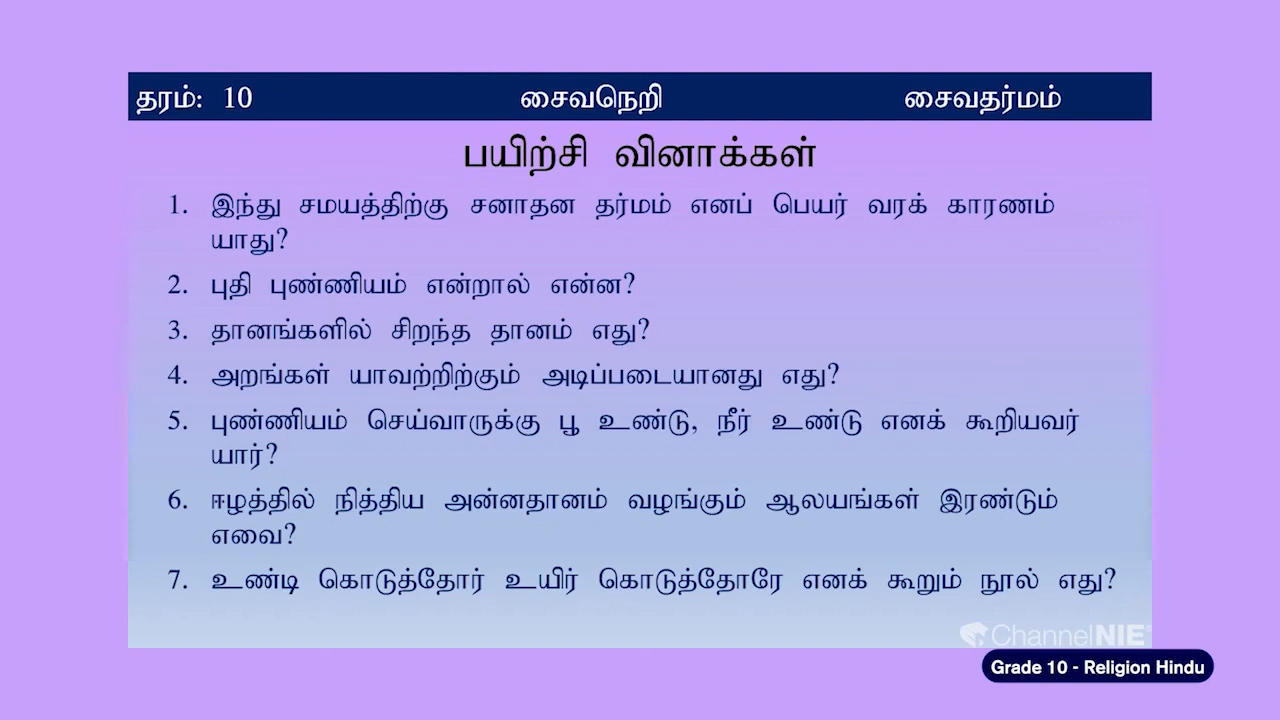 தரம்: 10 சைவநெறி சைவதர்மம்
பயிற்சி வினாக்கள்
1. இந்து சமயத்திற்கு சனாதன தர்மம் எனப் பெயர் வரக் காரணம்
யாது?
2. புதி புண்ணியம் என்றால் என்ன?
3. தானங்களில் சிறந்த தானம் எது?
4. அறங்கள் யாவற்றிற்கும் அடிப்படையானது எது?
5. புண்ணியம் செய்வாருக்கு பூ உண்டு, நீர் உண்டு எனக் கூறியவர்
யார்?
6. ஈழத்தில் நித்திய அன்னதானம் வழங்கும் ஆலயங்கள் இரண்டும்
எவை?
7. உண்டி கொடுத்தோர் உயிர் கொடுத்தோரே எனக் கூறும் நூல் எது?
ChannelNIE
Grade 10 - Religion Hindu